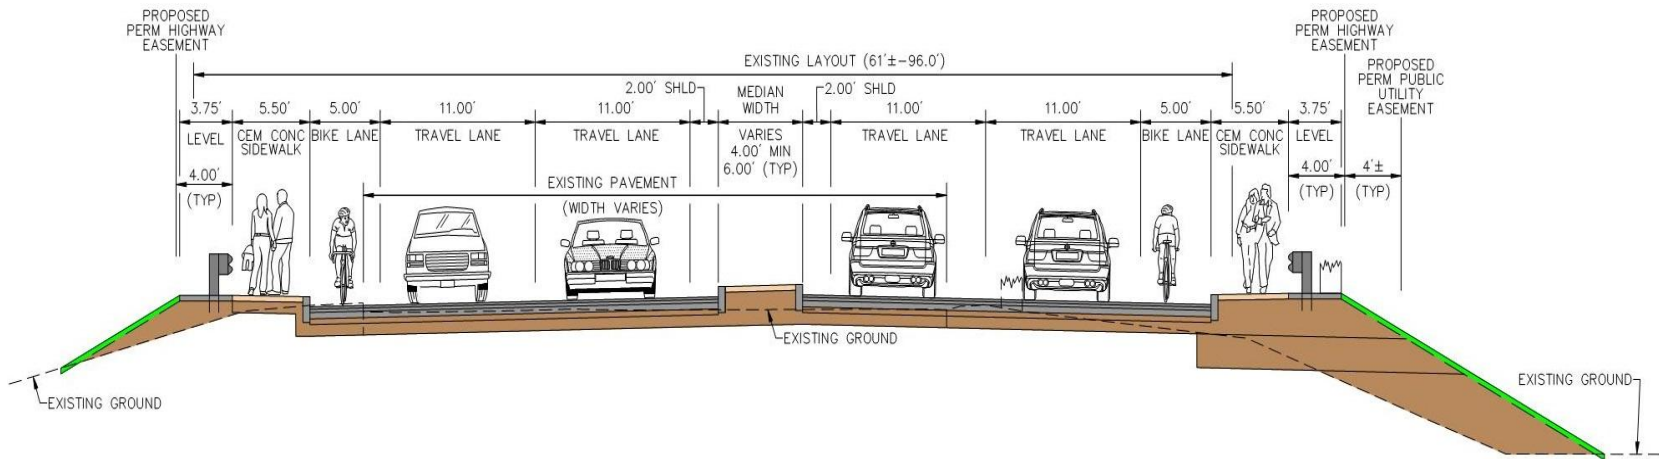 PROPOSED
PERM HIGHWAY
EASEMENT
PROPOSED
PERM HIGHWAY
EASEMENT
EXISTING LAYOUT (61'±-96.0')
PROPOSED
PERM PUBLIC
UTILITY
EASEMENT
2.00' SHLD
MEDIAN
WIDTH
2.00' SHLD
3.75'
5.50'
5.00'
11.00'
11.00'
11.00'
11.00'
5.00'
5.50'
3.75'
LEVEL
CEM CONC
SIDEWALK
BIKE LANE
TRAVEL LANE
TRAVEL LANE
VARIES
4.00' MIN
6.00' (TYP)
TRAVEL LANE
TRAVEL LANE
BIKE LANE
CEM CONC
SIDEWALK
LEVEL
4.00'
(TYP)
EXISTING PAVEMENT
(WIDTH VARIES)
4.00'
(TYP)
4'±
(TYP)
EXISTING GROUND
EXISTING GROUND
EXISTING GROUND